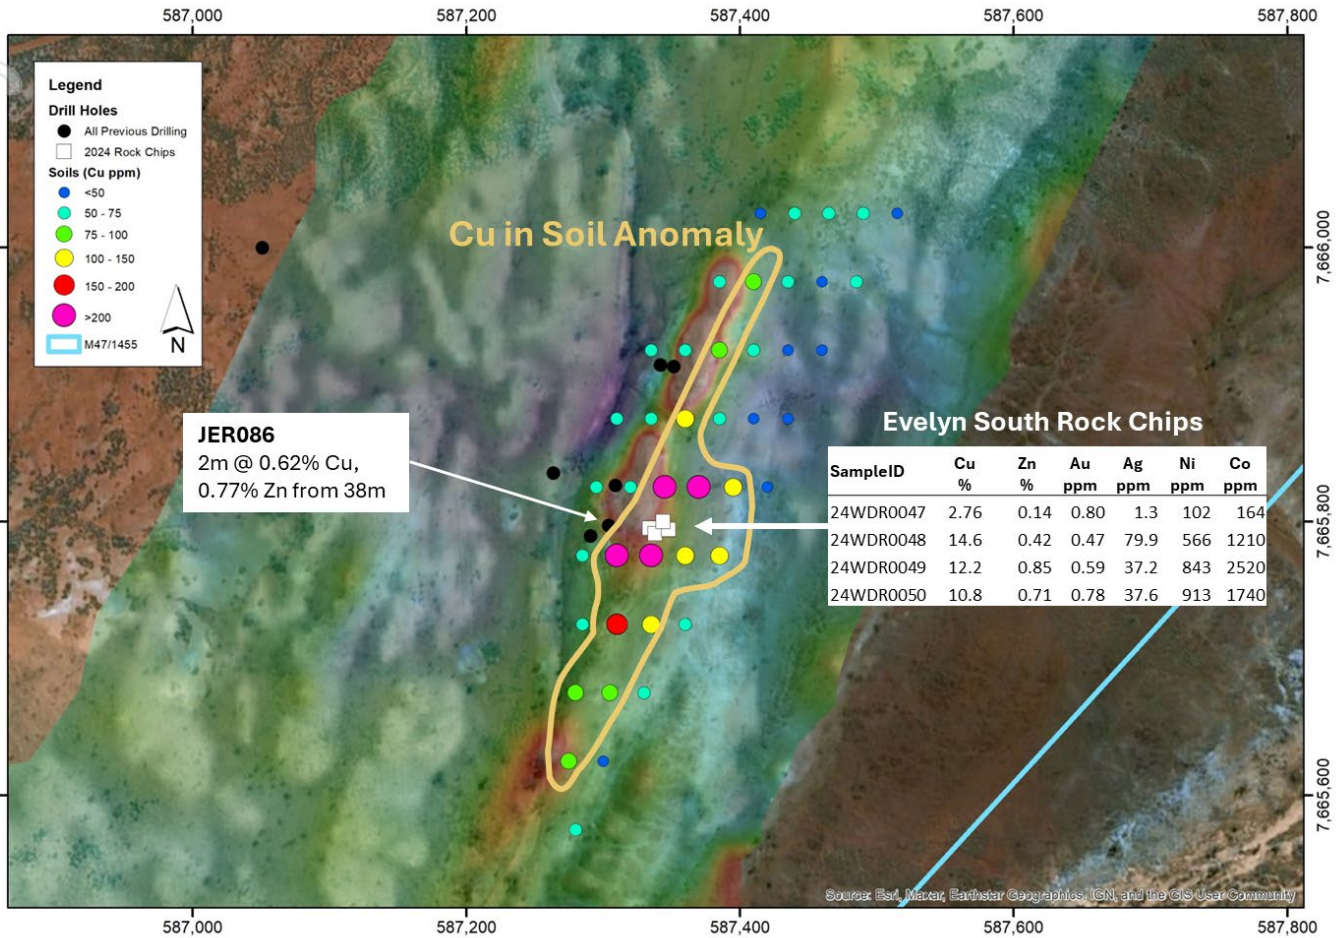 587,000 587,200 587,400 587,600 587,800
Legend
Drill Holes
All Previous Drilling
2024 Rock Chips
Soils (Cu ppm)
<50
50 - 75
75 - 100
100 - 150
150 - 200
>200
M47/1455
N
Cu in Soil Anomaly
7,666,000
JER086
2m @ 0.62% Cu,
0.77% Zn from 38m
Evelyn South Rock Chips
SampleID Cu % Zn % Au ppm Ag ppm Ni ppm Co ppm
24WDR0047 2.76 0.14 0.80 1.3 102 164
24WDR0048 14.6 0.42 0.47 79.9 566 1210
24WDR0049 12.2 0.85 0.59 37.2 843 2520
24WDR0050 10.8 0.71 0.78 37.6 913 1740
7,665,800
7,665,600
Source: Esri, Maxar, Earthstar Geographics, IGN, and the GIS User Community
587,000 587,200 587,400 587,600 587,800